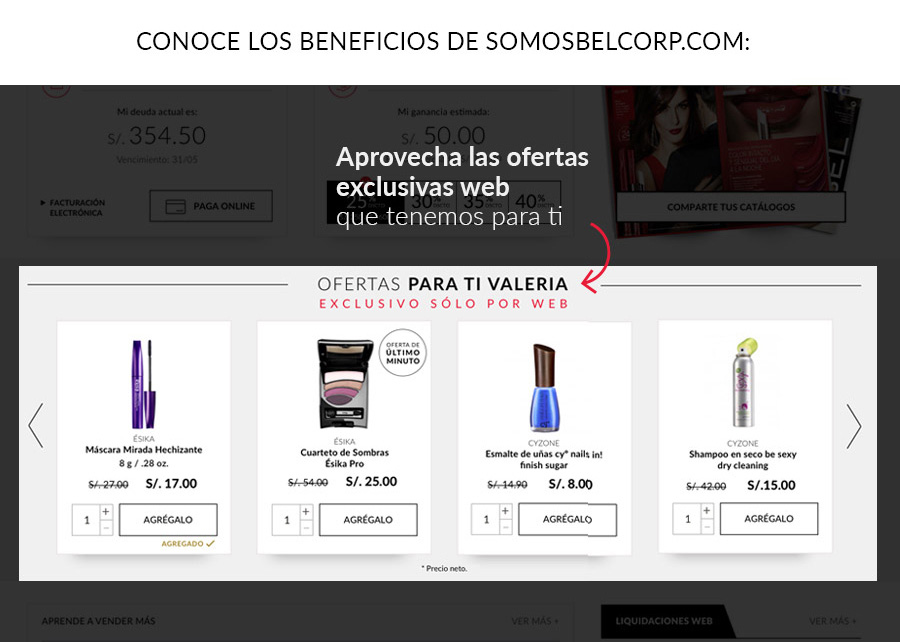 CONOCE LOS BENEFICIOS DE SOMOSBELCORP.COM:
Mi deuda actual es:
S/. 354.50
Vencimiento: 31/05
FACTURACIÓN
ELECTRÓNICA
PAGA ONLINE
Mi ganancia estimada:
S/. 50.00
25% 30% 35% 40%
DSCTO
Aprovecha las ofertas
exclusivas web
que tenemos para ti
COMPARTE TUS CATÁLOGOS
OFERTAS PARA TI VALERIA
EXCLUSIVO SÓLO POR WEB
ÉSIKA
Máscara Mirada Hechizante
8 g / .28 oz.
S/. 27.00 S/. 17.00
1 + - AGRÉGALO
AGREGADO
OFERTA DE
ÚLTIMO
MINUTO
ÉSIKA
Cuarteto de Sombras
Ésika Pro
S/. 54.00 S/. 25.00
1 + - AGRÉGALO
CYZONE
Esmalte de uñas cy° nails in!
finish sugar
S/. 14.90 S/. 8.00
1 + - AGRÉGALO
CYZONE
Shampoo en seco be sexy
dry cleaning
S/. 42.00 S/.15.00
1 + - AGRÉGALO
* Precio neto.
APRENDE A VENDER MÁS
VER MÁS +
LIQUIDACIONES WEB
VER MÁS +